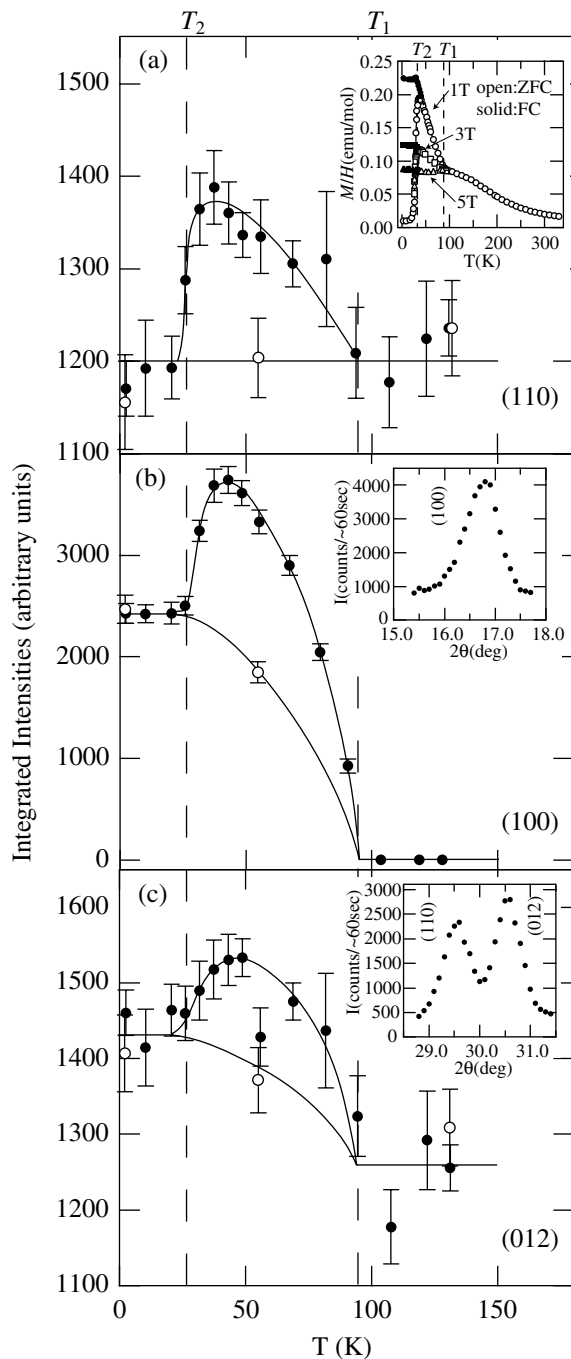 T2 T1
(a)
1500
1400
1300
1200
1100
(110)
T2 T1
0.25
0.20
0.15
0.10
0.05
0.00
M/H(emu/mol)
open:ZFC
solid:FC
1T
3T
5T
0 100 200 300
T(K)
Integrated Intensities (arbitrary units)
(b)
3000
2000
1000
0
(100)
I(counts/~60sec)
4000
3000
2000
1000
0
(100)
15.0 16.0 17.0 18.0
2θ(deg)
(c)
1600
1500
1400
1300
1200
1100
(012)
I(counts/~60sec)
3000
2500
2000
1500
1000
500
0
(110)
(012)
29.0 30.0 31.0
2θ(deg)
0 50 100 150
T (K)